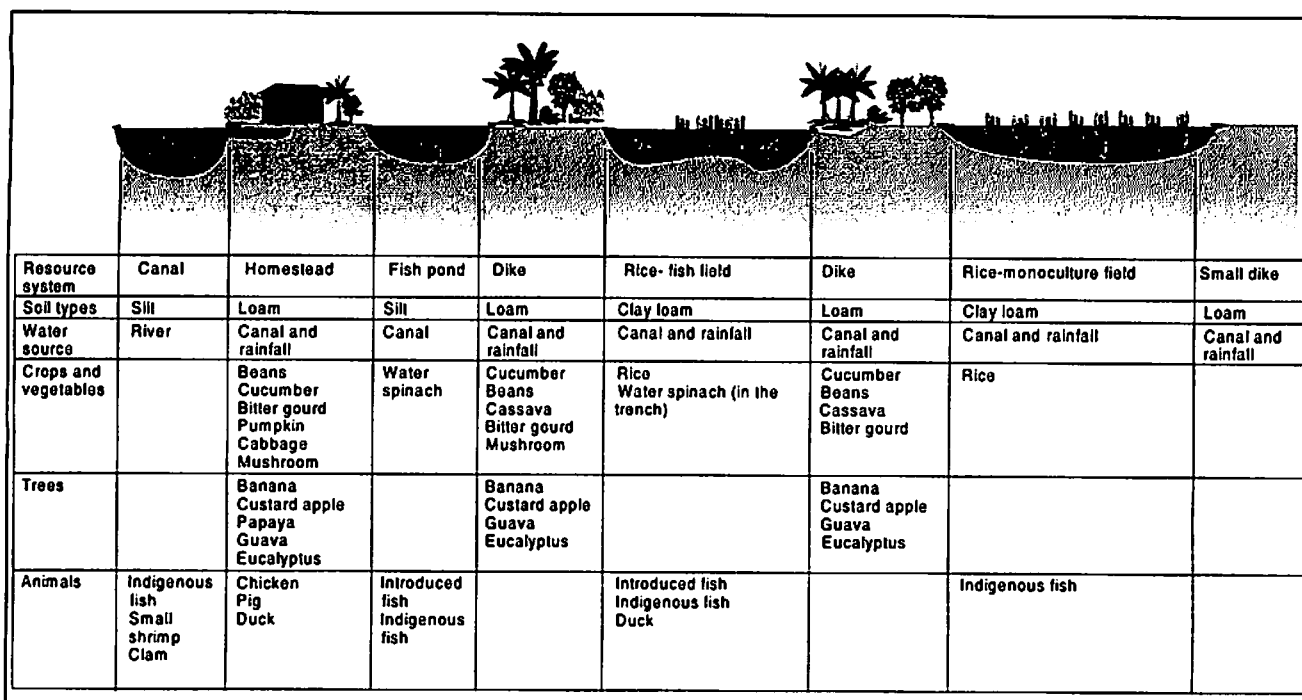 Resource system
Canal
Homestead
Fish pond
Dike
Rice- fish field
Dike
Rice-monoculture field
Small dike
Soil types
Silt
Loam
Silt
Loam
Clay loam
Loam
Clay loam
Loam
Water source
River
Canal and rainfall
Canal
Canal and rainfall
Canal and rainfall
Canal and rainfall
Canal and rainfall
Canal and rainfall
Crops and vegetables
Beans
Cucumber
Bitter gourd
Pumpkin
Cabbage
Mushroom
Water spinach
Cucumber
Beans
Cassava
Bitter gourd
Mushroom
Rice
Water spinach (in the trench)
Cucumber
Beans
Cassava
Bitter gourd
Rice
Trees
Banana
Custard apple
Papaya
Guava
Eucalyptus
Banana
Custard apple
Guava
Eucalyptus
Banana
Custard apple
Guava
Eucalyptus
Animals
Indigenous fish
Small shrimp
Clam
Chicken
Pig
Duck
Introduced fish
Indigenous fish
Introduced fish
Indigenous fish
Duck
Indigenous fish